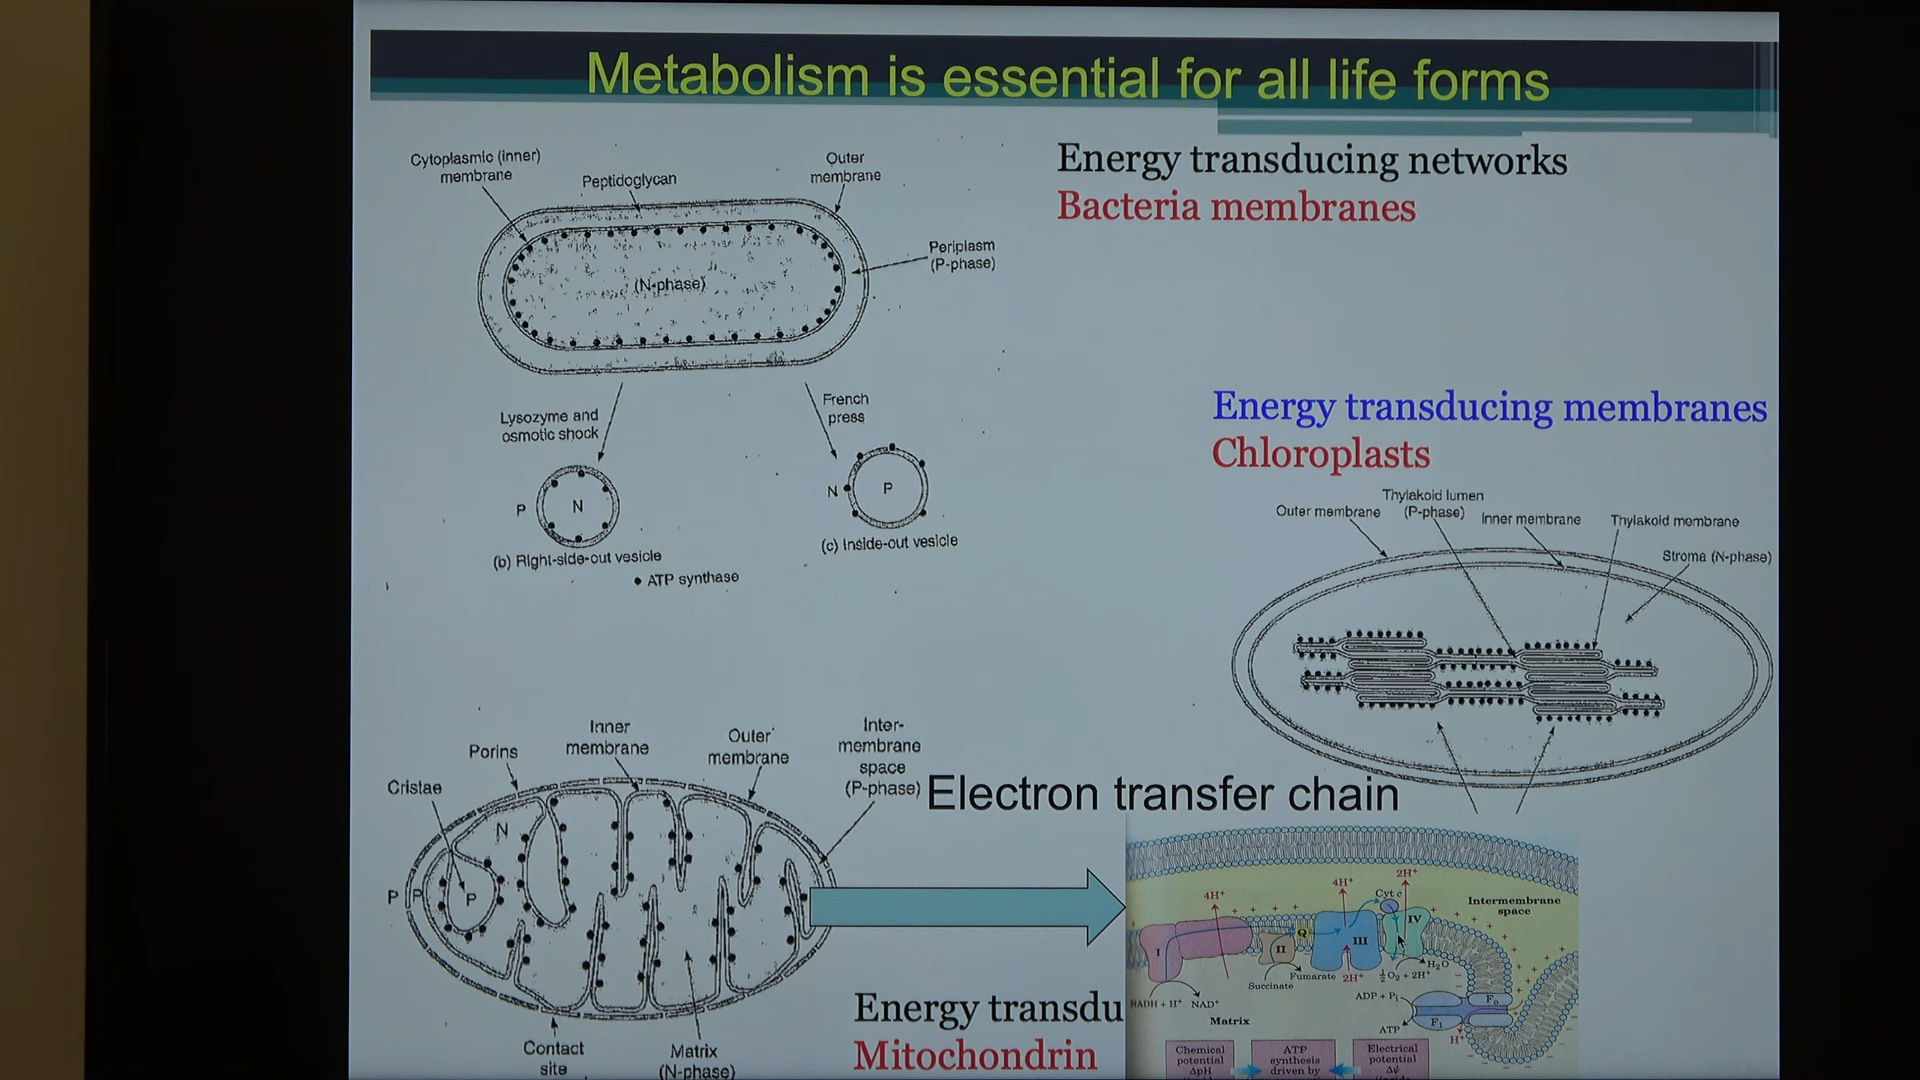 Metabolism is essential for all life forms
Energy transducing networks
Bacteria membranes
Cytoplasmic (inner)
membrane
Peptidoglycan
Outer
membrane
Periplasm
(P-phase)
(N-phase)
Lysozyme and
osmotic shock
French
press
P
N
N
P
(b) Right-side-out vesicle
(c) Inside-out vesicle
• ATP synthase
Energy transducing membranes
Chloroplasts
Outer membrane
Thylakoid lumen
(P-phase)
Inner membrane
Thylakoid membrane
Stroma (N-phase)
Cristae
Porins
Inner
membrane
Outer
membrane
Inter-
membrane
space
(P-phase)
N
P
P
P
Contact
site
Matrix
(N-phase)
Energy transdu
Mitochondrin
Electron transfer chain
4H+
4H+
2H+
Cyt c
Intermembrane
space
I
II
Q
III
IV
Succinate
Fumarate
2H+
½O2 + 2H+
H2O
NADH + H+
NAD+
Matrix
ADP + Pi
ATP
Fo
F1
H+
Chemical
potential
ΔpH
ATP
synthesis
driven by
Electrical
potential
Δψ